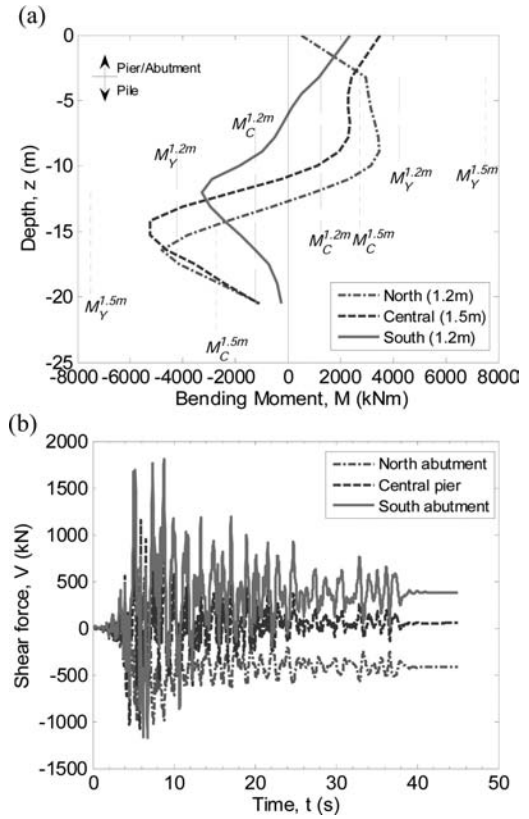 (a)
0
-5
-10
-15
-20
-25
Depth, z (m)
Pier/Abutment
Pile
M_C^{1.2m}
M_Y^{1.2m}
M_Y^{1.2m}
M_Y^{1.5m}
M_C^{1.2m}
M_C^{1.5m}
M_Y^{1.5m}
M_C^{1.5m}
North (1.2m)
Central (1.5m)
South (1.2m)
-8000 -6000 -4000 -2000 0 2000 4000 6000 8000
Bending Moment, M (kNm)
(b)
2000
1500
1000
500
0
-500
-1000
-1500
Shear force, V (kN)
North abutment
Central pier
South abutment
0 10 20 30 40 50
Time, t (s)